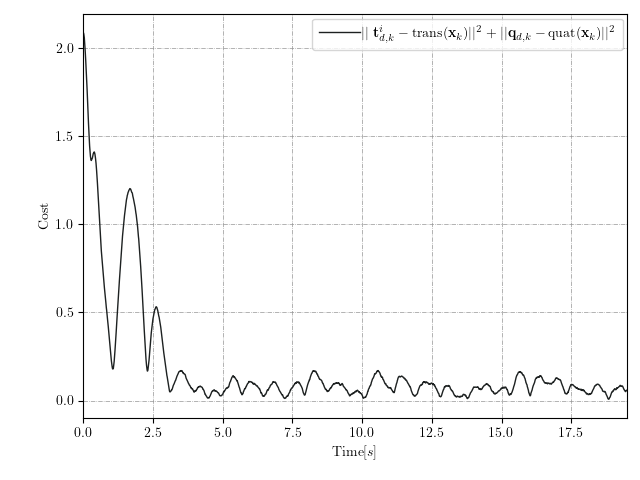 || t^i_{d,k} − trans(x_k)||^2 + ||q_{d,k} − quat(x_k)||^2
2.0
1.5
1.0
0.5
0.0
Cost
0.0 2.5 5.0 7.5 10.0 12.5 15.0 17.5
Time[s]